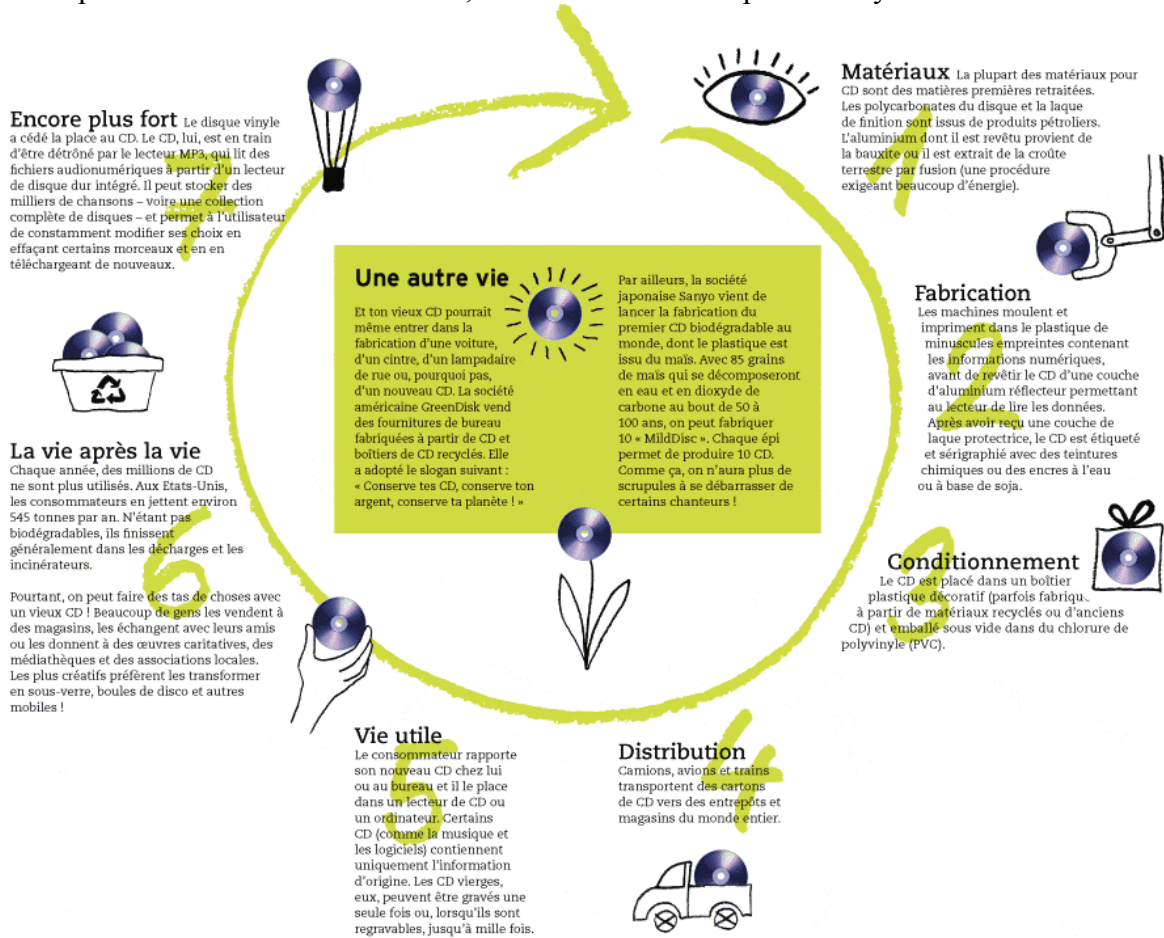 Matériaux La plupart des matériaux pour
CD sont des matières premières retraitées.
Les polycarbonates du disque et la laque
de finition sont issus de produits pétroliers.
L'aluminium dont il est revêtu provient de
la bauxite ou il est extrait de la croûte
terrestre par fusion (une procédure
exigeant beaucoup d'énergie).
1
Fabrication
Les machines moulent et
impriment dans le plastique de
minuscules empreintes contenant
les informations numériques,
avant de revêtir le CD d'une couche
d'aluminium réflecteur permettant
au lecteur de lire les données.
Après avoir reçu une couche de
laque protectrice, le CD est étiqueté
et sérigraphié avec des teintures
chimiques ou des encres à l'eau
ou à base de soja.
2
Conditionnement
Le CD est placé dans un boîtier
plastique décoratif (parfois
à partir de matériaux recyclés ou d'anciens
CD) et emballé sous vide dans du chlorure de
polyvinyle (PVC).
3
Distribution
Camions, avions et trains
transportent des cartons
de CD vers des entrepôts et
magasins du monde entier.
4
Vie utile
Le consommateur rapporte
son nouveau CD chez lui
ou au bureau et il le place
dans un lecteur de CD ou
un ordinateur. Certains
CD (comme la musique et
les logiciels) contiennent
uniquement l'information
d'origine. Les CD vierges,
eux, peuvent être gravés une
seule fois ou, lorsqu'ils sont
regravables, jusqu'à mille fois.
5
La vie après la vie
Chaque année, des millions de CD
ne sont plus utilisés. Aux Etats-Unis,
les consommateurs en jettent environ
545 tonnes par an. N'étant pas
biodégradables, ils finissent
généralement dans les décharges et les
incinérateurs.
Pourtant, on peut faire des tas de choses avec
un vieux CD ! Beaucoup de gens les vendent à
des magasins, les échangent avec leurs amis
ou les donnent à des œuvres caritatives, des
médiathèques et des associations locales.
Les plus créatifs préfèrent les transformer
en sous-verre, boules de disco et autres
mobiles !
6
Encore plus fort Le disque vinyle
a cédé la place au CD. Le CD, lui, est en train
d'être détrôné par le lecteur MP3, qui lit des
fichiers audionumériques à partir d'un lecteur
de disque dur intégré. Il peut stocker des
milliers de chansons – voire une collection
complète de disques – et permet à l'utilisateur
de constamment modifier ses choix en
effaçant certains morceaux et en en
téléchargeant de nouveaux.
7
Une autre vie
Et ton vieux CD pourrait
même entrer dans la
fabrication d'une voiture,
d'un cintre, d'un lampadaire
de rue ou, pourquoi pas,
d'un nouveau CD. La société
américaine GreenDisk vend
des fournitures de bureau
fabriquées à partir de CD et
boîtiers de CD recyclés. Elle
a adopté le slogan suivant :
« Conserve tes CD, conserve ton
argent, conserve ta planète ! »
Par ailleurs, la société
japonaise Sanyo vient de
lancer la fabrication du
premier CD biodégradable au
monde, dont le plastique est
issu du maïs. Avec 85 grains
de maïs qui se décomposeront
en eau et en dioxyde de
carbone au bout de 50 à
100 ans, on peut fabriquer
10 « MildDisc ». Chaque épi
permet de produire 10 CD.
Comme ça, on n'aura plus de
scrupules à se débarrasser de
certains chanteurs !